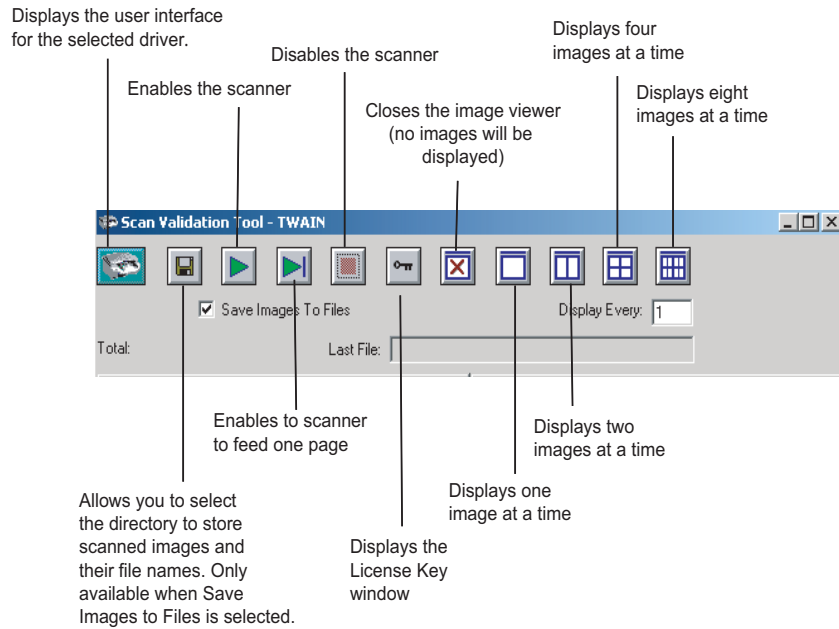 Displays the user interface
for the selected driver.
Enables the scanner
Disables the scanner
Closes the image viewer
(no images will be
displayed)
Displays four
images at a time
Displays eight
images at a time
Scan Validation Tool - TWAIN
Save Images To Files
Display Every: 1
Total:
Last File:
Enables to scanner
to feed one page
Displays two
images at a time
Displays one
image at a time
Allows you to select
the directory to store
scanned images and
their file names. Only
available when Save
Images to Files is selected.
Displays the
License Key
window